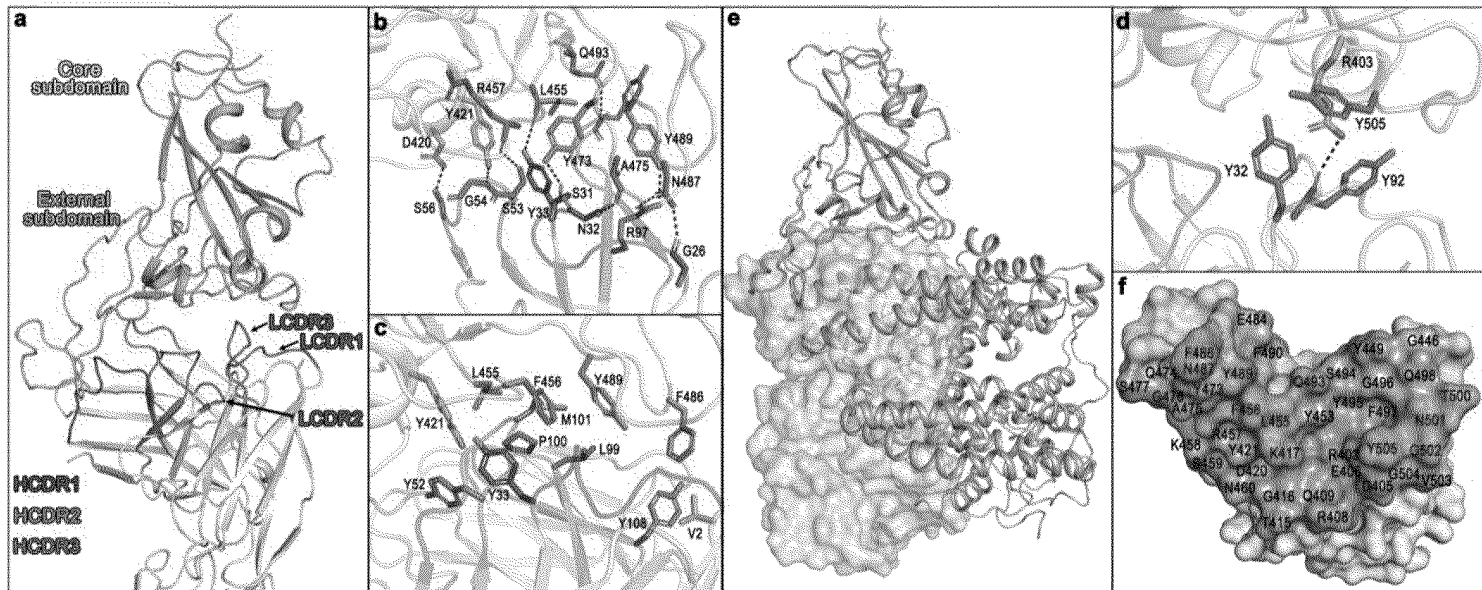 a
Core
subdomain
External
subdomain
LCDR3
LCDR1
LCDR2
HCDR1
HCDR2
HCDR3
b
Q493
R457
L455
Y421
D420
Y473
Y489
A475
N487
S31
G54
S53
Y33
S56
N32
R97
G26
c
L455
F456
Y489
F486
M101
Y421
P100
L99
Y52
Y33
Y108
V2
e
d
R403
Y505
Y32
Y92
f
E484
F486
F490
Y449
G446
Q474
N487
S494
S477
Y489
Q493
G496
Q498
T500
A475
F456
Y495
L455
Y453
F497
N501
K458
R457
Y421
K417
R403
Y505
G502
S459
D420
E406
G504
V503
N460
G416
Q409
D405
T415
R408